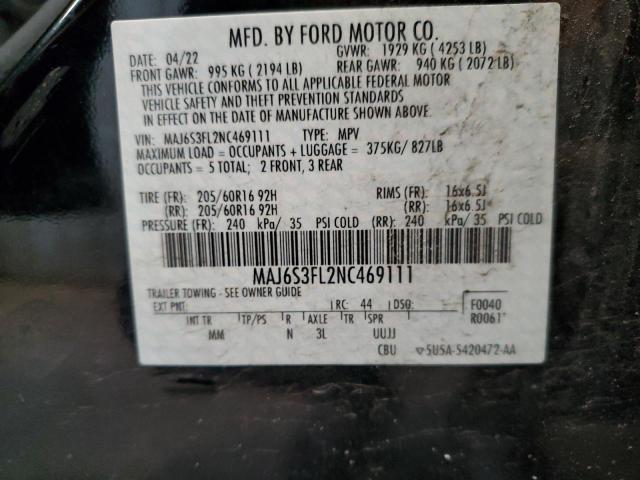 MFD. BY FORD MOTOR CO.
DATE: 04/22 GVWR: 1929 KG ( 4253 LB)
FRONT GAWR: 995 KG ( 2194 LB) REAR GAWR: 940 KG ( 2072 LB)
THIS VEHICLE CONFORMS TO ALL APPLICABLE FEDERAL MOTOR
VEHICLE SAFETY AND THEFT PREVENTION STANDARDS
IN EFFECT ON THE DATE OF MANUFACTURE SHOWN ABOVE.
VIN: MAJ6S3FL2NC469111 TYPE: MPV
MAXIMUM LOAD = OCCUPANTS + LUGGAGE = 375KG/ 827LB
OCCUPANTS = 5 TOTAL; 2 FRONT, 3 REAR
TIRE (FR): 205/60R16 92H RIMS (FR): 16x6.5J
(RR): 205/60R16 92H (RR): 16x6.5J
PRESSURE (FR): 240 kPa/ 35 PSI COLD (RR): 240 kPa/ 35 PSI COLD
MAJ6S3FL2NC469111
TRAILER TOWING - SEE OWNER GUIDE
EXT PNT: RC: 44 DSO: F0040
INT TR TP/PS R AXLE TR SPR R0061
MM N 3L UUJJ
CBU ▽5U5A-5420472-AA